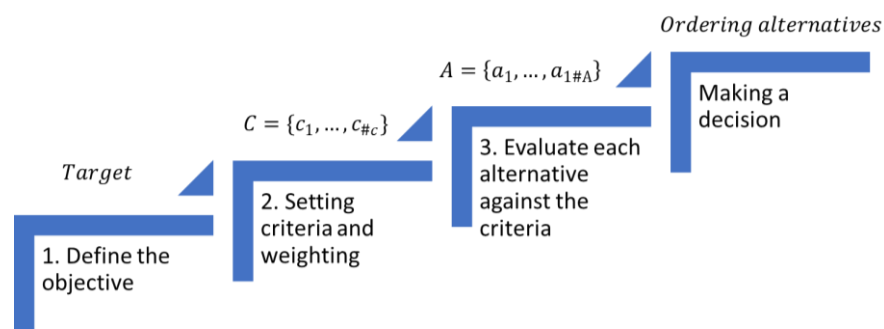 Target
1. Define the
objective
C = {c₁, ..., c#c}
2. Setting
criteria and
weighting
A = {a₁, ..., a₁#A}
3. Evaluate each
alternative
against the
criteria
Ordering alternatives
Making a
decision